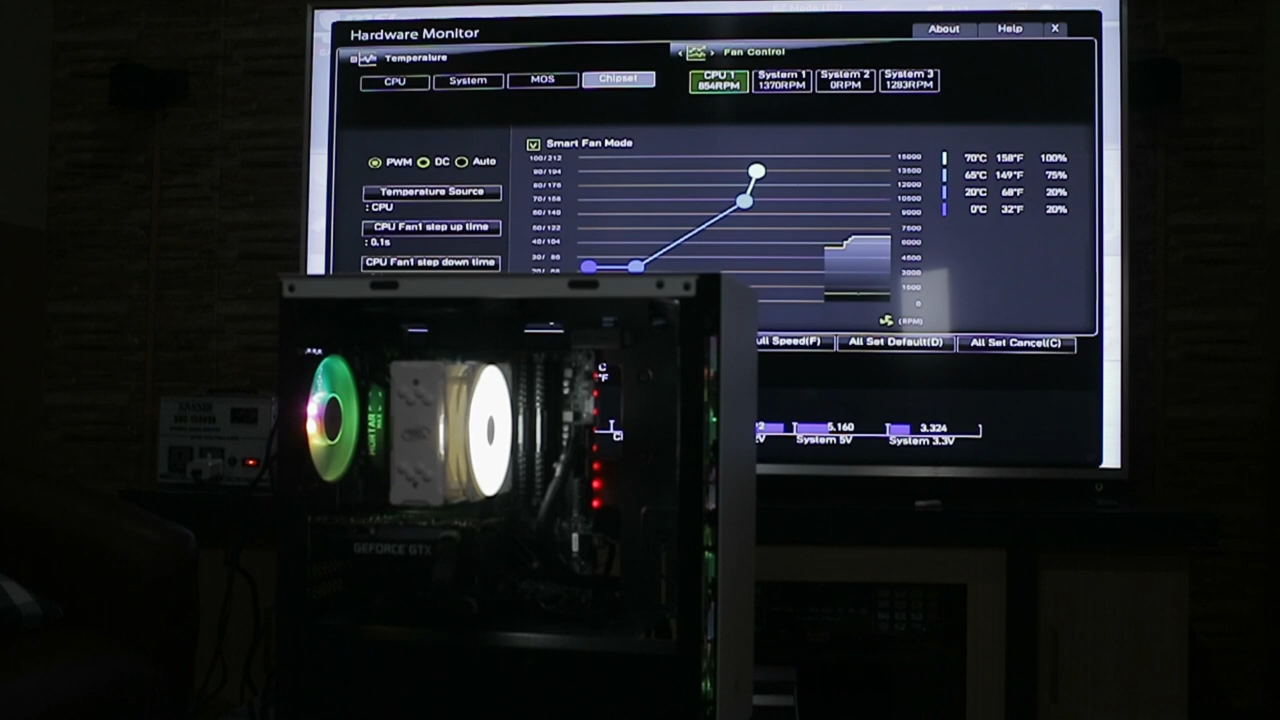 Hardware Monitor
About Help X
Temperature
Fan Control
CPU System MOS Chipset
CPU 1 System 1 System 2 System 3
854RPM 1370RPM 0RPM 1283RPM
Smart Fan Mode
PWM DC Auto
100/212 15000 70°C 158°F 100%
90/194 13500
80/176 12000 65°C 149°F 75%
70/158 10500 20°C 68°F 20%
60/140 9000 0°C 32°F 20%
50/122 7500
40/104 6000
30/ 86 4500
3000
1500
0
(RPM)
Temperature Source
: CPU
CPU Fan1 step up time
: 0.1s
CPU Fan1 step down time
ull Speed(F) All Set Default(D) All Set Cancel(C)
5.160 3.324
System 5V System 3.3V
MORTAR
GEFORCE GTX